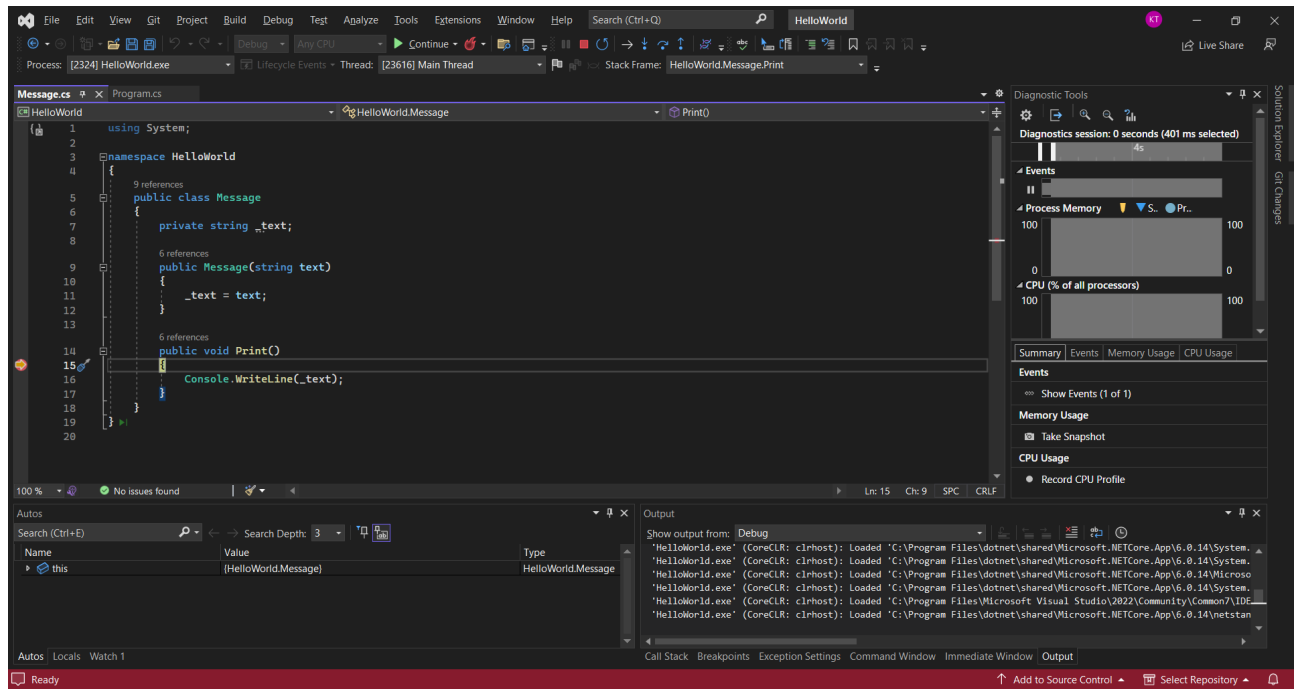 File Edit View Git Project Build Debug Test Analyze Tools Extensions Window Help Search (Ctrl+Q) HelloWorld KT
Debug Any CPU Continue Live Share
Process: [2324] HelloWorld.exe Lifecycle Events Thread: [23616] Main Thread Stack Frame: HelloWorld.Message.Print
Message.cs Program.cs
HelloWorld HelloWorld.Message Print()
1 using System;
2
3 namespace HelloWorld
4 {
9 references
5 public class Message
6 {
7 private string _text;
8
6 references
9 public Message(string text)
10 {
11 _text = text;
12 }
13
6 references
14 public void Print()
15 {
16 Console.WriteLine(_text);
17 }
18 }
19 }
20
100 % No issues found Ln: 15 Ch: 9 SPC CRLF
Diagnostic Tools
Diagnostics session: 0 seconds (401 ms selected)
4s
Events
Process Memory S.. Pr..
100 100
0 0
CPU (% of all processors)
100 100
Summary Events Memory Usage CPU Usage
Events
Show Events (1 of 1)
Memory Usage
Take Snapshot
CPU Usage
Record CPU Profile
Solution Explorer
Git Changes
Autos
Search (Ctrl+E) Search Depth: 3
Name Value Type
this {HelloWorld.Message} HelloWorld.Message
Autos Locals Watch 1
Output
Show output from: Debug
'HelloWorld.exe' (CoreCLR: clrhost): Loaded 'C:\Program Files\dotnet\shared\Microsoft.NETCore.App\6.0.14\System.
'HelloWorld.exe' (CoreCLR: clrhost): Loaded 'C:\Program Files\dotnet\shared\Microsoft.NETCore.App\6.0.14\System.
'HelloWorld.exe' (CoreCLR: clrhost): Loaded 'C:\Program Files\dotnet\shared\Microsoft.NETCore.App\6.0.14\Microso
'HelloWorld.exe' (CoreCLR: clrhost): Loaded 'C:\Program Files\dotnet\shared\Microsoft.NETCore.App\6.0.14\System.
'HelloWorld.exe' (CoreCLR: clrhost): Loaded 'C:\Program Files\Microsoft Visual Studio\2022\Community\Common7\IDE
'HelloWorld.exe' (CoreCLR: clrhost): Loaded 'C:\Program Files\dotnet\shared\Microsoft.NETCore.App\6.0.14\netstan
Call Stack Breakpoints Exception Settings Command Window Immediate Window Output
Ready Add to Source Control Select Repository